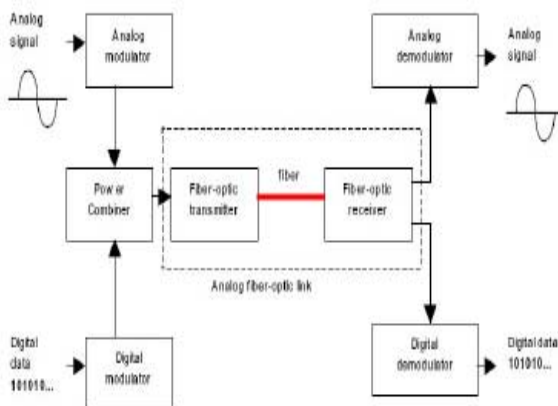 Analog
signal
Analog
modulator
Analog
demodulator
Analog
signal
Power
Combiner
Fiber-optic
transmitter
fiber
Fiber-optic
receiver
Analog fiber-optic link
Digital
data
101010...
Digital
modulator
Digital
demodulator
Digital data
101010...